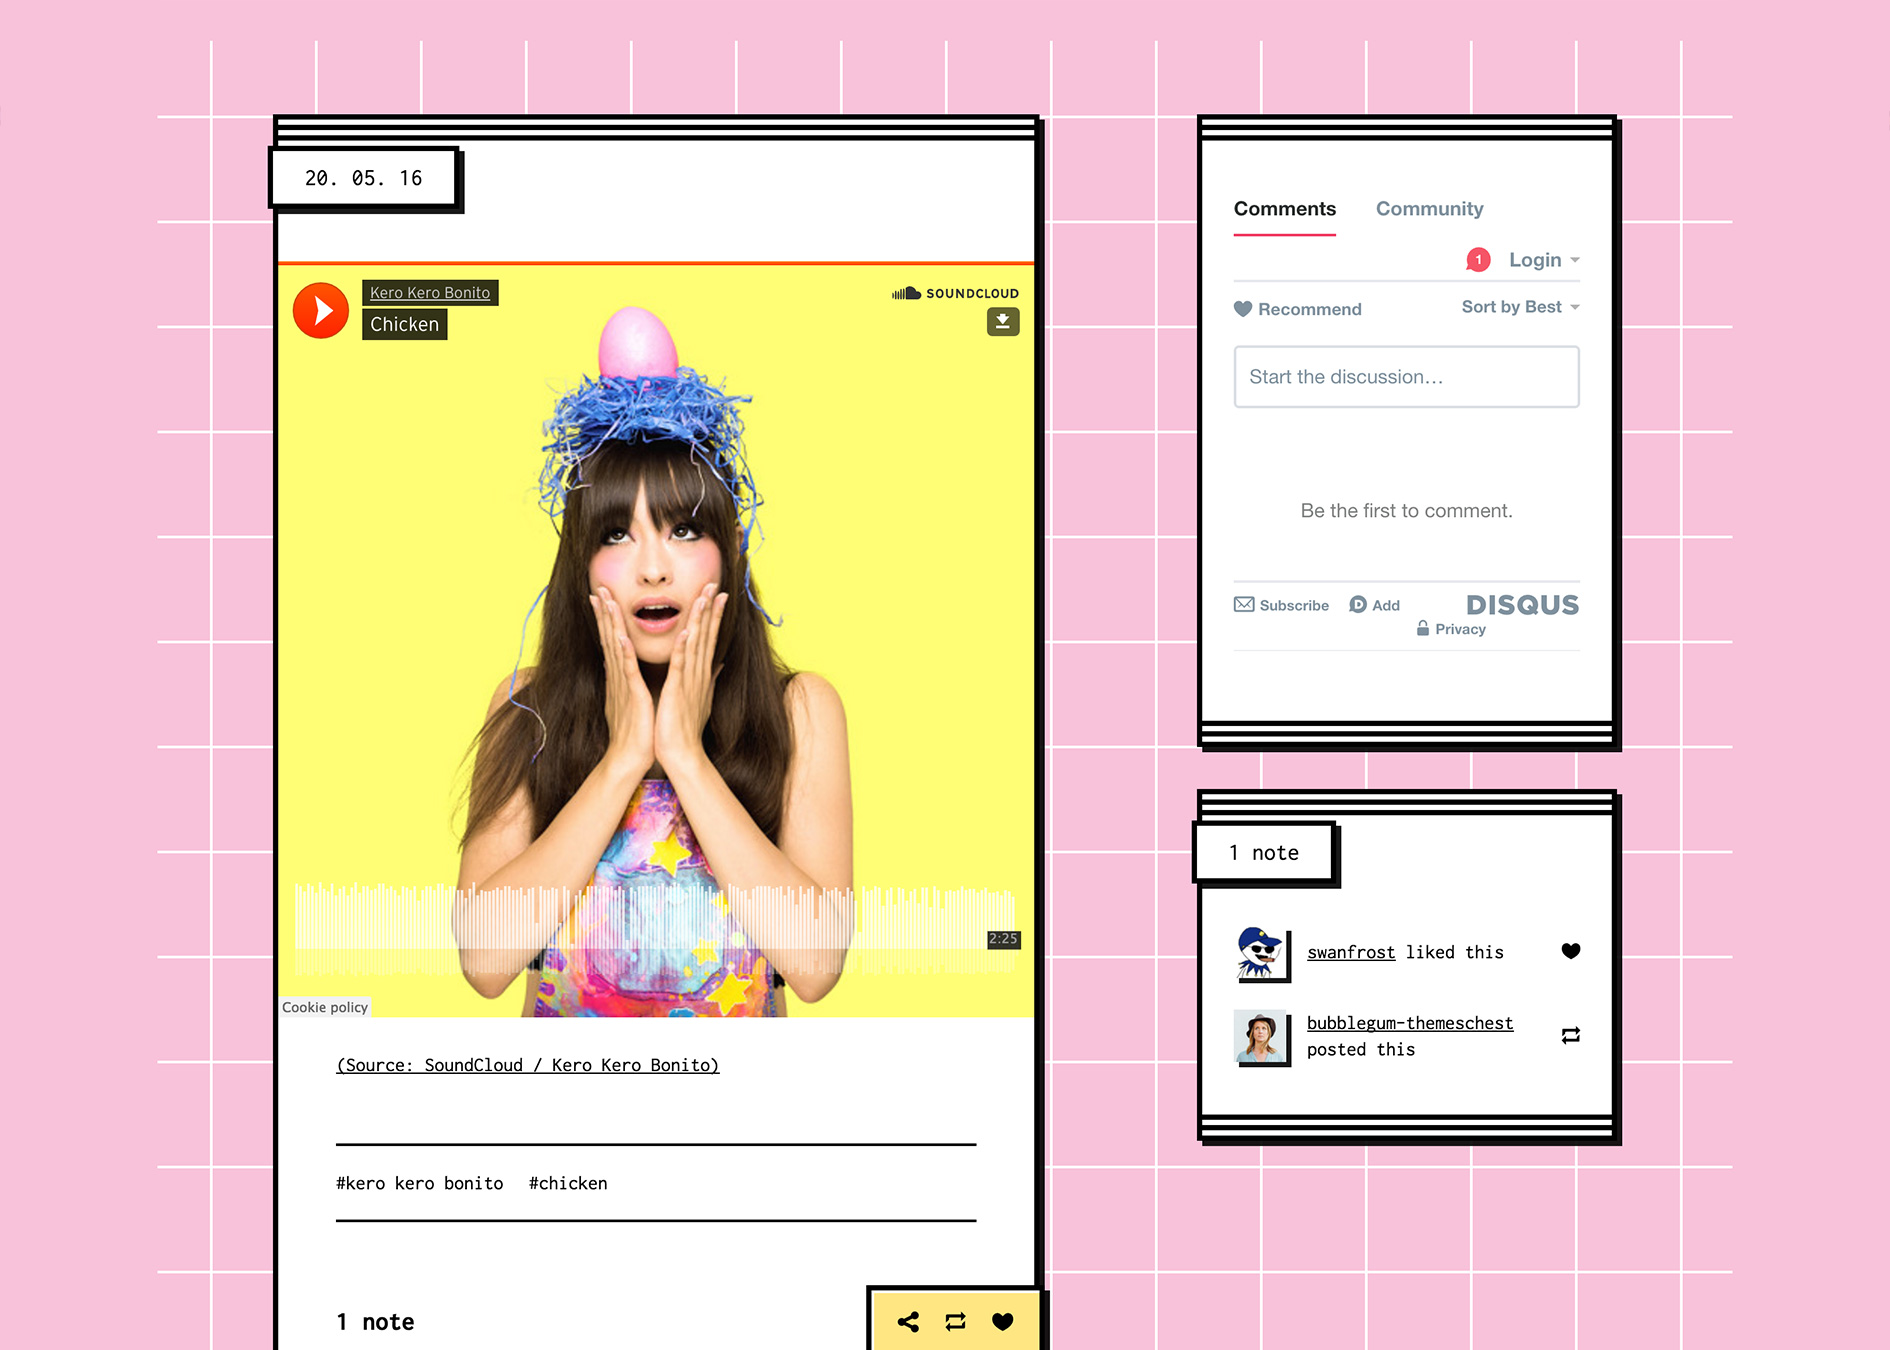 20. 05. 16
Kero Kero Bonito
Chicken
SOUNDCLOUD
2:25
Cookie policy
(Source: SoundCloud / Kero Kero Bonito)
#kero kero bonito #chicken
1 note
Comments Community
1 Login
Recommend Sort by Best
Start the discussion…
Be the first to comment.
Subscribe D Add DISQUS
Privacy
1 note
swanfrost liked this
bubblegum-themeschest
posted this